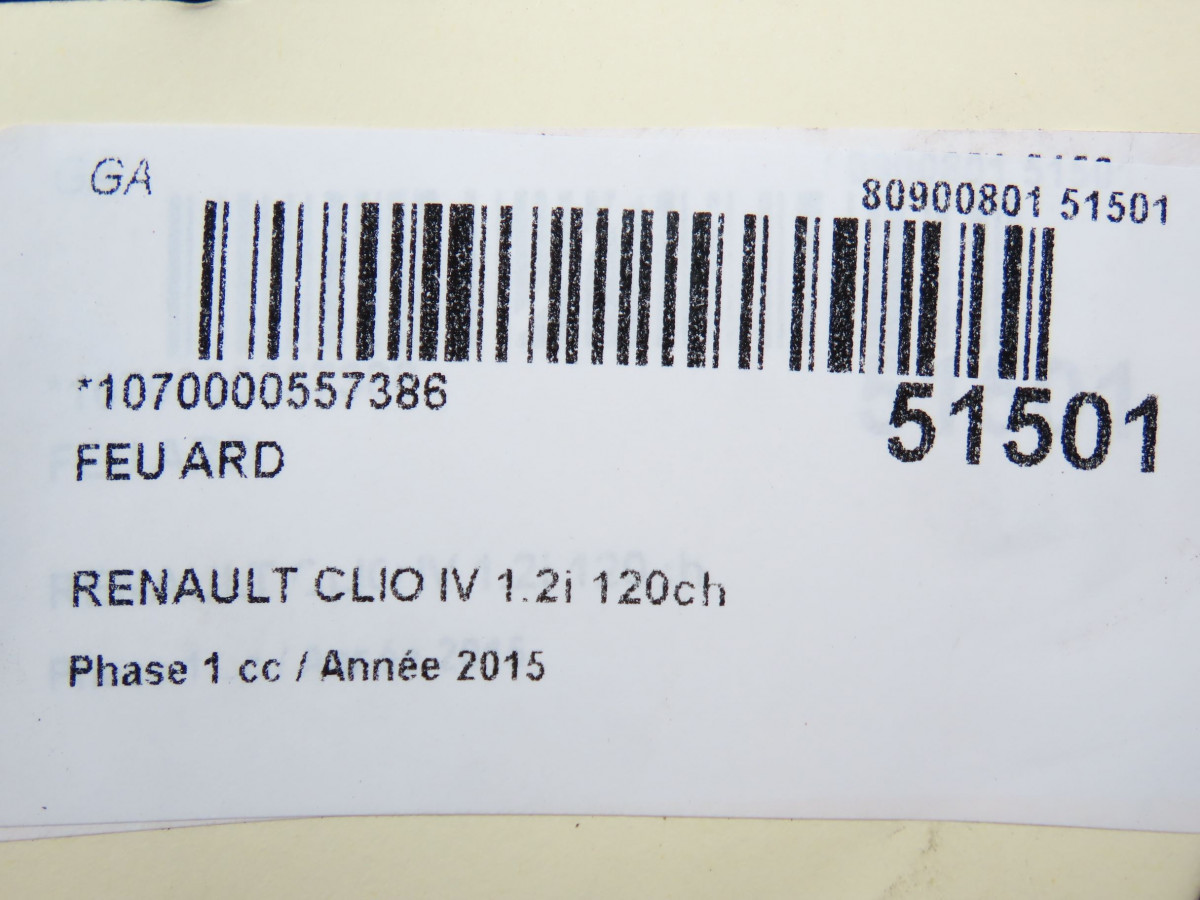 GA
80900801 51501
*1070000557386
51501
FEU ARD
RENAULT CLIO IV 1.2i 120ch
Phase 1 cc / Année 2015